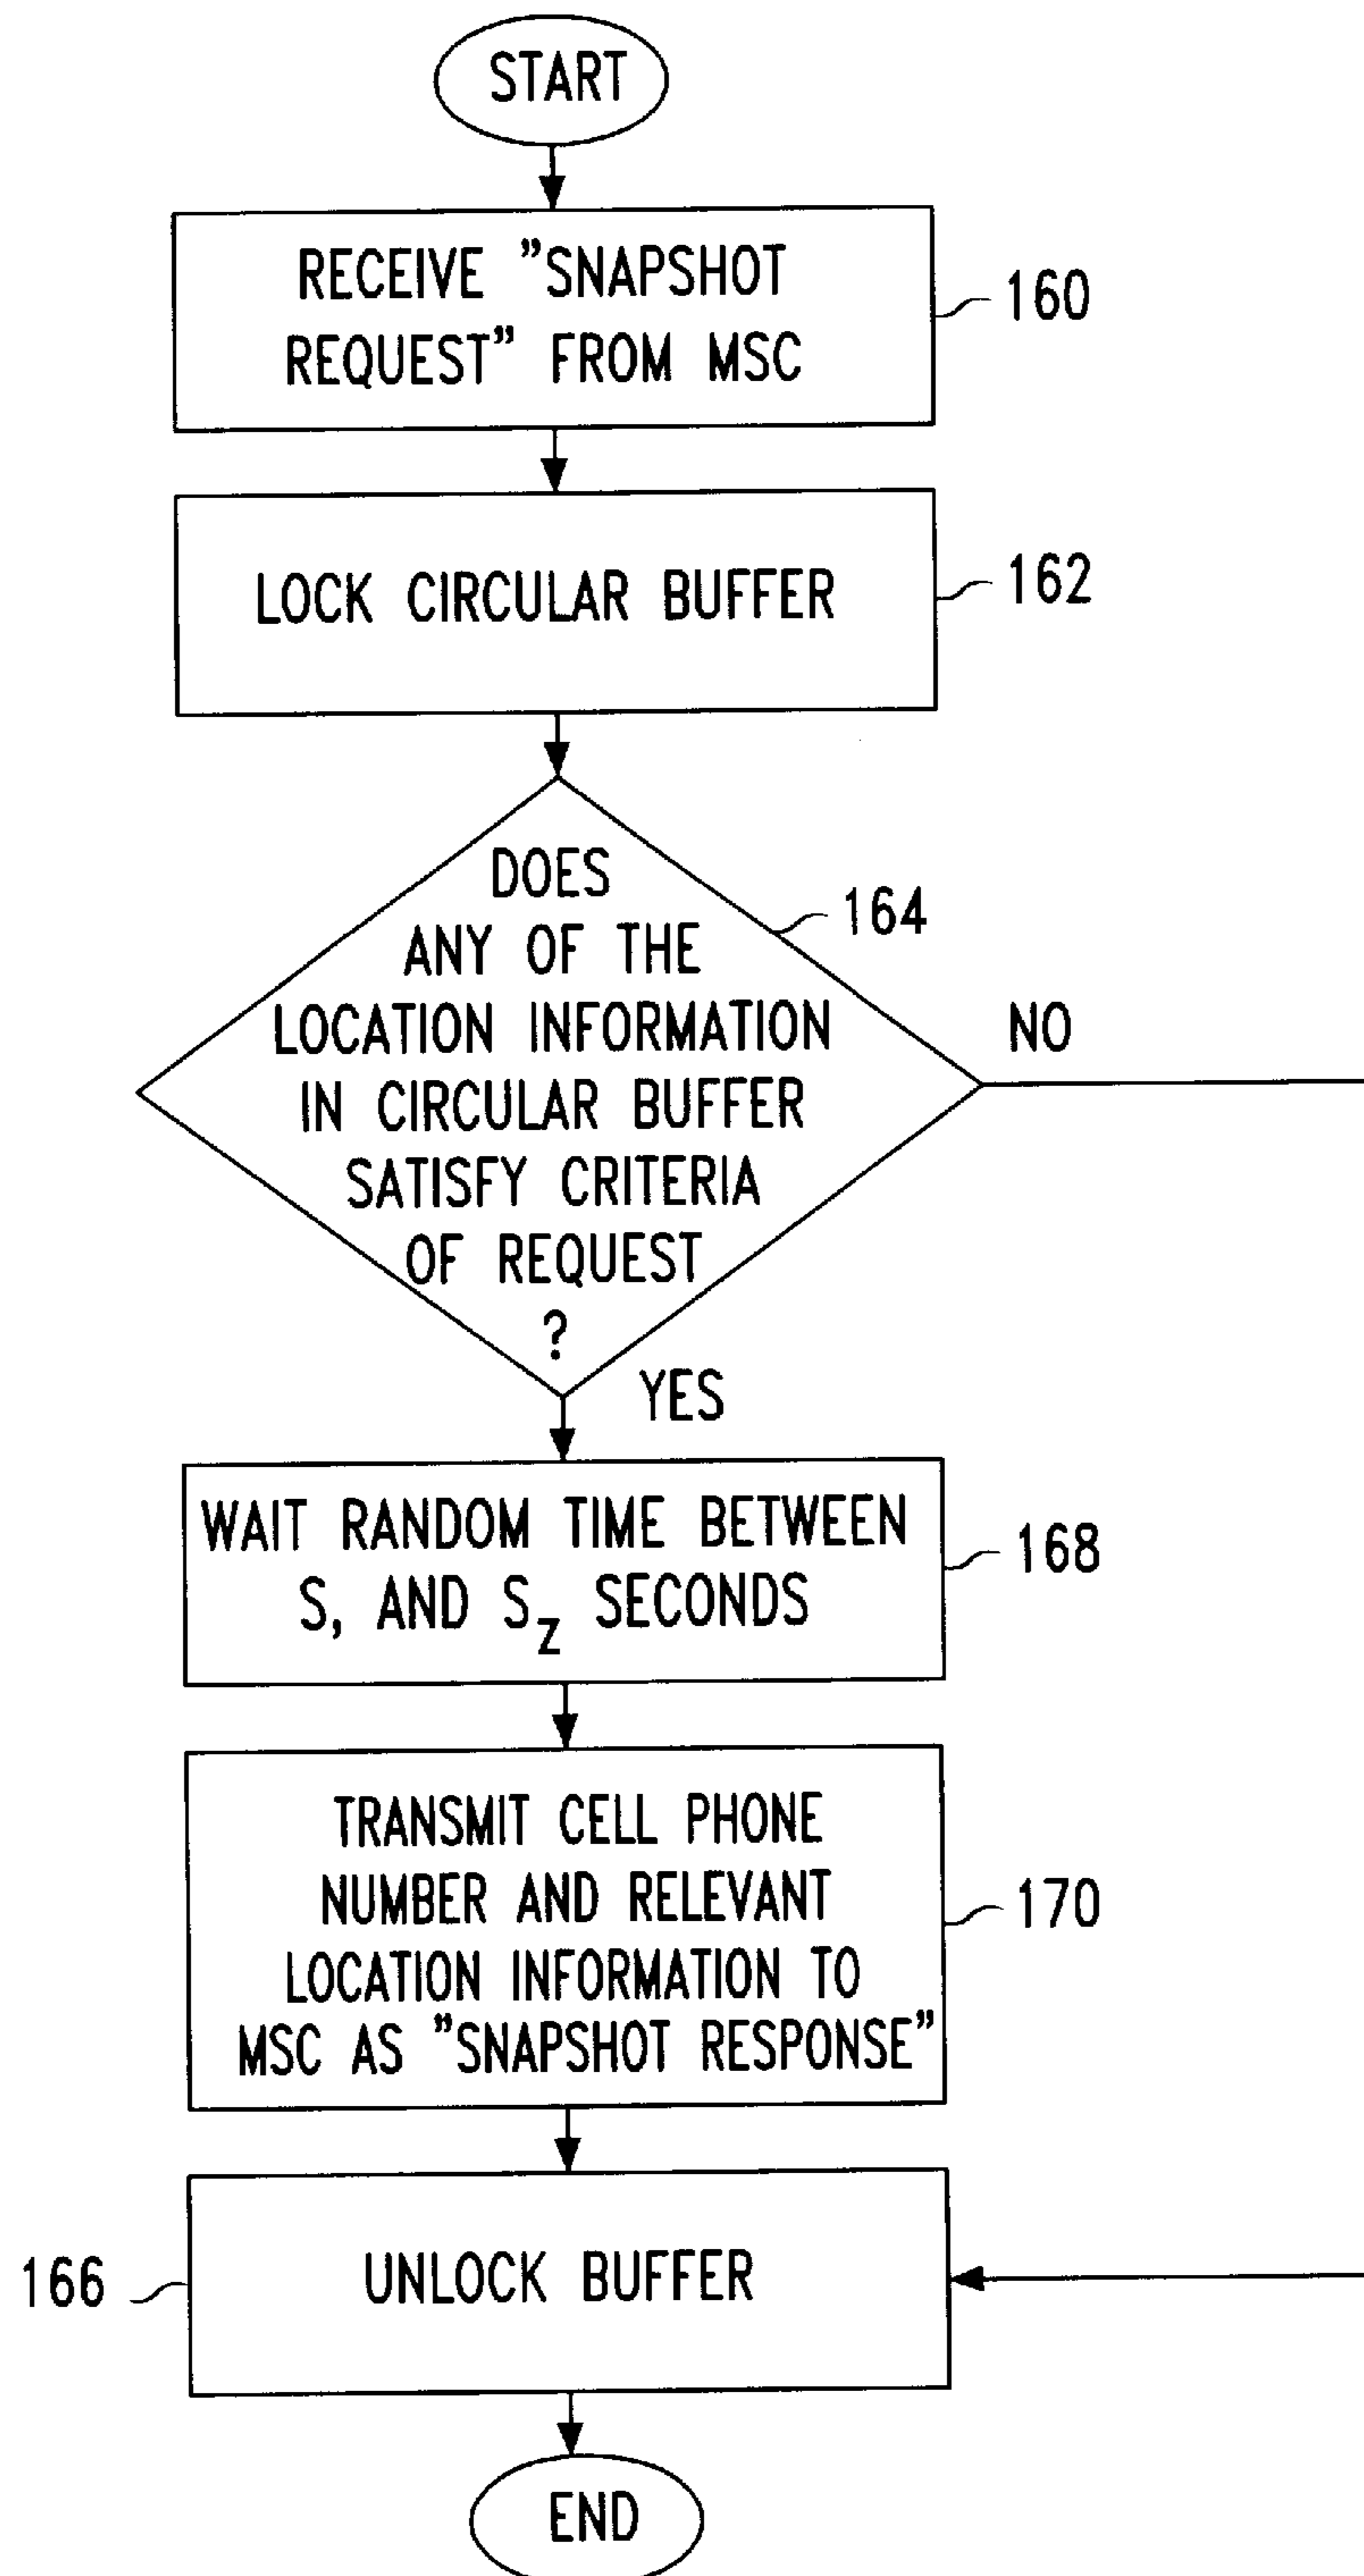 START
RECEIVE "SNAPSHOT
REQUEST" FROM MSC
160
LOCK CIRCULAR BUFFER
162
DOES
ANY OF THE
LOCATION INFORMATION
IN CIRCULAR BUFFER
SATISFY CRITERIA
OF REQUEST
?
164
NO
YES
WAIT RANDOM TIME BETWEEN
S, AND Sz SECONDS
168
TRANSMIT CELL PHONE
NUMBER AND RELEVANT
LOCATION INFORMATION TO
MSC AS "SNAPSHOT RESPONSE"
170
UNLOCK BUFFER
166
END